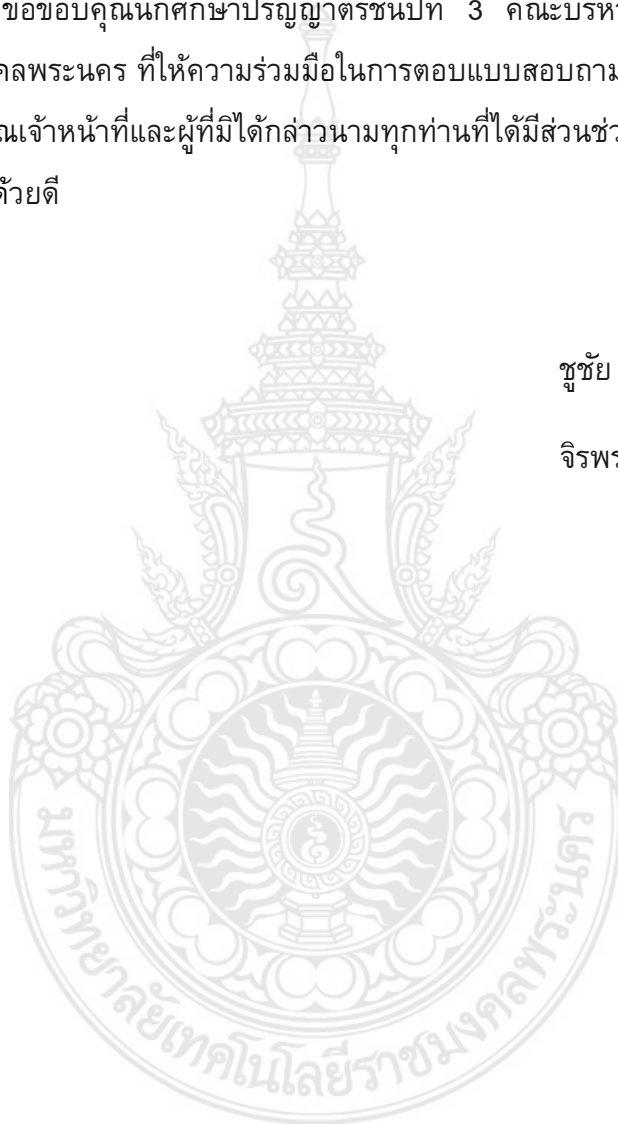 ขอขอบคุณนักศึกษาปริญญาตรีชั้นปีที่ 3 คณะบริหา
คลพระนคร ที่ให้ความร่วมมือในการตอบแบบสอบถาม
ณเจ้าหน้าที่และผู้ที่มิได้กล่าวนามทุกท่านที่ได้มีส่วนช่ว
ด้วยดี
ชูชัย
จิรพร
มหาวิทยาลัยเทคโนโลยีราชมงคลพระนคร